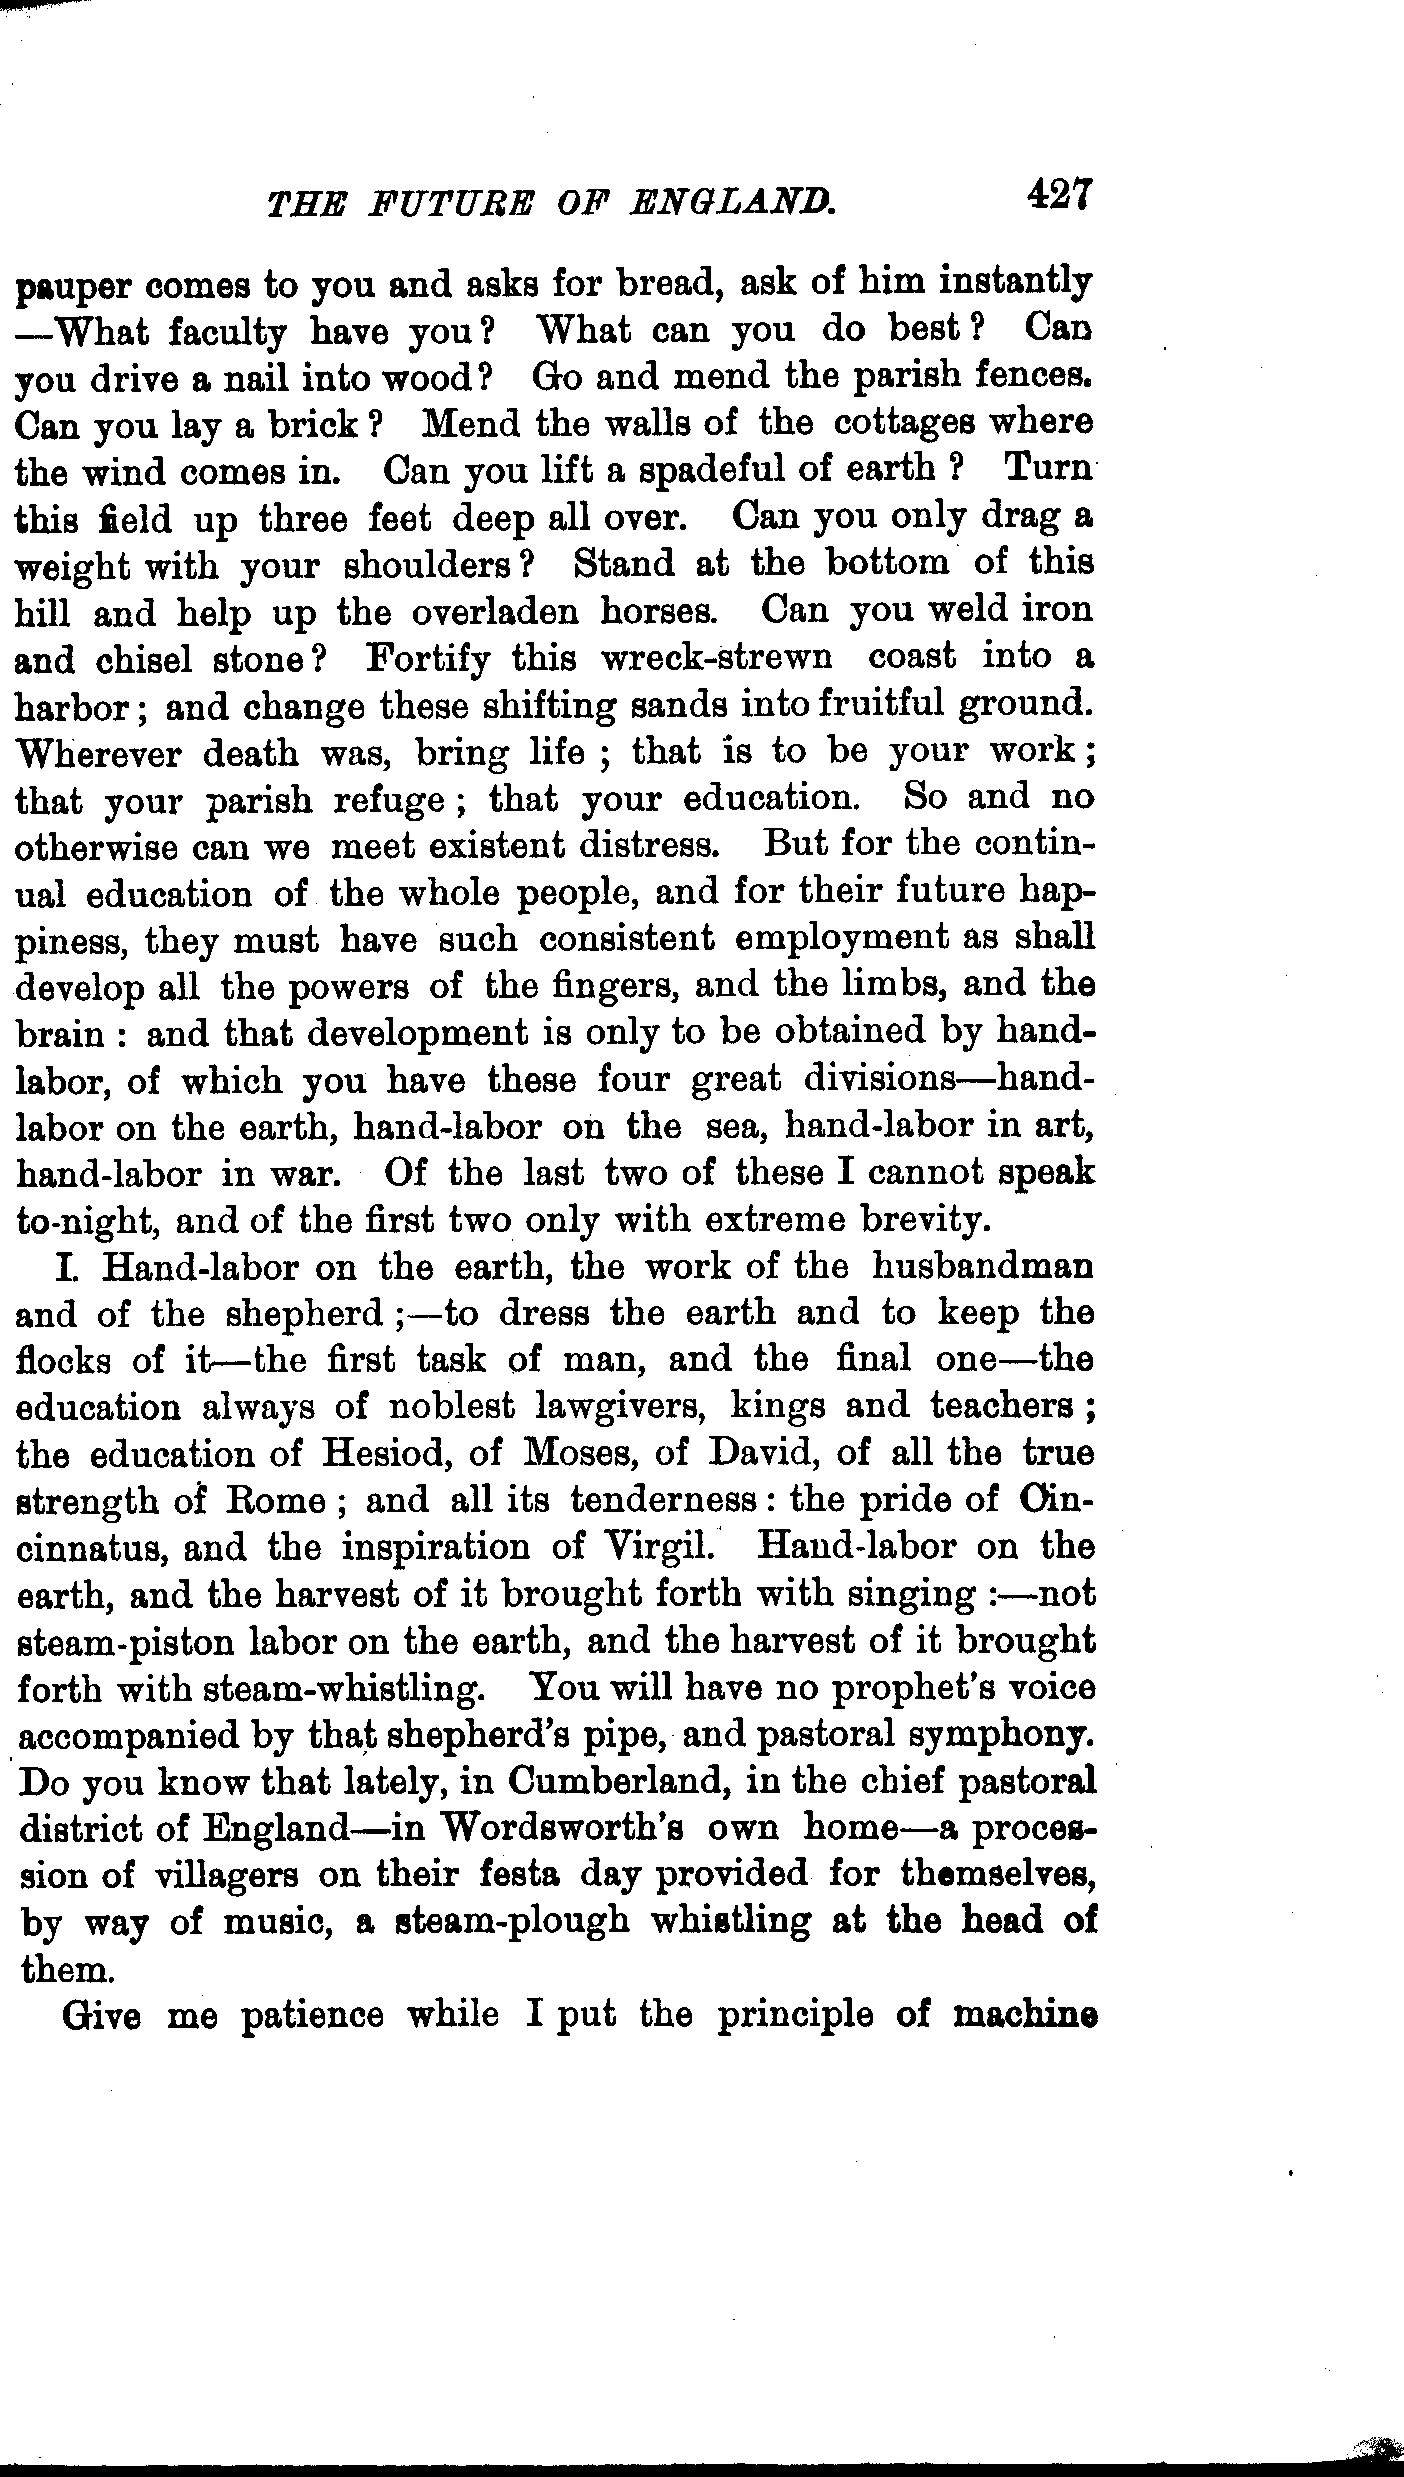 THE FUTURE OF ENGLAND. 427
pauper comes to you and asks for bread, ask of him instantly
—What faculty have you? What can you do best? Can
you drive a nail into wood? Go and mend the parish fences.
Can you lay a brick? Mend the walls of the cottages where
the wind comes in. Can you lift a spadeful of earth? Turn
this field up three feet deep all over. Can you only drag a
weight with your shoulders? Stand at the bottom of this
hill and help up the overladen horses. Can you weld iron
and chisel stone? Fortify this wreck-strewn coast into a
harbor; and change these shifting sands into fruitful ground.
Wherever death was, bring life; that is to be your work;
that your parish refuge; that your education. So and no
otherwise can we meet existent distress. But for the contin-
ual education of the whole people, and for their future hap-
piness, they must have such consistent employment as shall
develop all the powers of the fingers, and the limbs, and the
brain: and that development is only to be obtained by hand-
labor, of which you have these four great divisions—hand-
labor on the earth, hand-labor on the sea, hand-labor in art,
hand-labor in war. Of the last two of these I cannot speak
to-night, and of the first two only with extreme brevity.
I. Hand-labor on the earth, the work of the husbandman
and of the shepherd;—to dress the earth and to keep the
flocks of it—the first task of man, and the final one—the
education always of noblest lawgivers, kings and teachers;
the education of Hesiod, of Moses, of David, of all the true
strength of Rome; and all its tenderness: the pride of Cin-
cinnatus, and the inspiration of Virgil. Hand-labor on the
earth, and the harvest of it brought forth with singing:—not
steam-piston labor on the earth, and the harvest of it brought
forth with steam-whistling. You will have no prophet's voice
accompanied by that shepherd's pipe, and pastoral symphony.
Do you know that lately, in Cumberland, in the chief pastoral
district of England—in Wordsworth's own home—a proces-
sion of villagers on their festa day provided for themselves,
by way of music, a steam-plough whistling at the head of
them.
Give me patience while I put the principle of machine